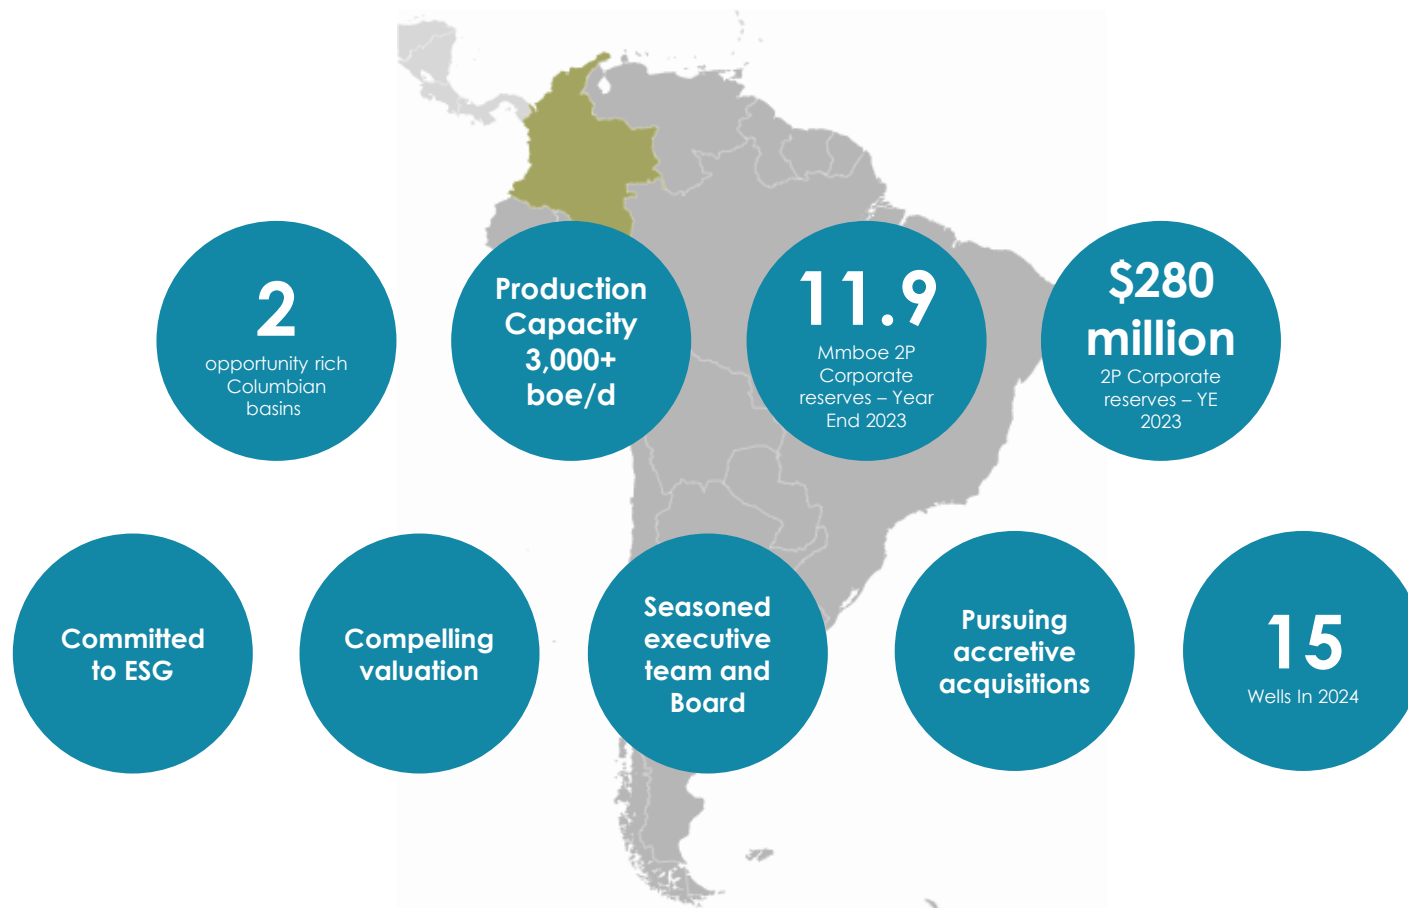 2
opportunity rich
Columbian
basins
Production
Capacity
3,000+
boe/d
11.9
Mmboe 2P
Corporate
reserves – Year
End 2023
$280
million
2P Corporate
reserves – YE
2023
Committed
to ESG
Compelling
valuation
Seasoned
executive
team and
Board
Pursuing
accretive
acquisitions
15
Wells In 2024